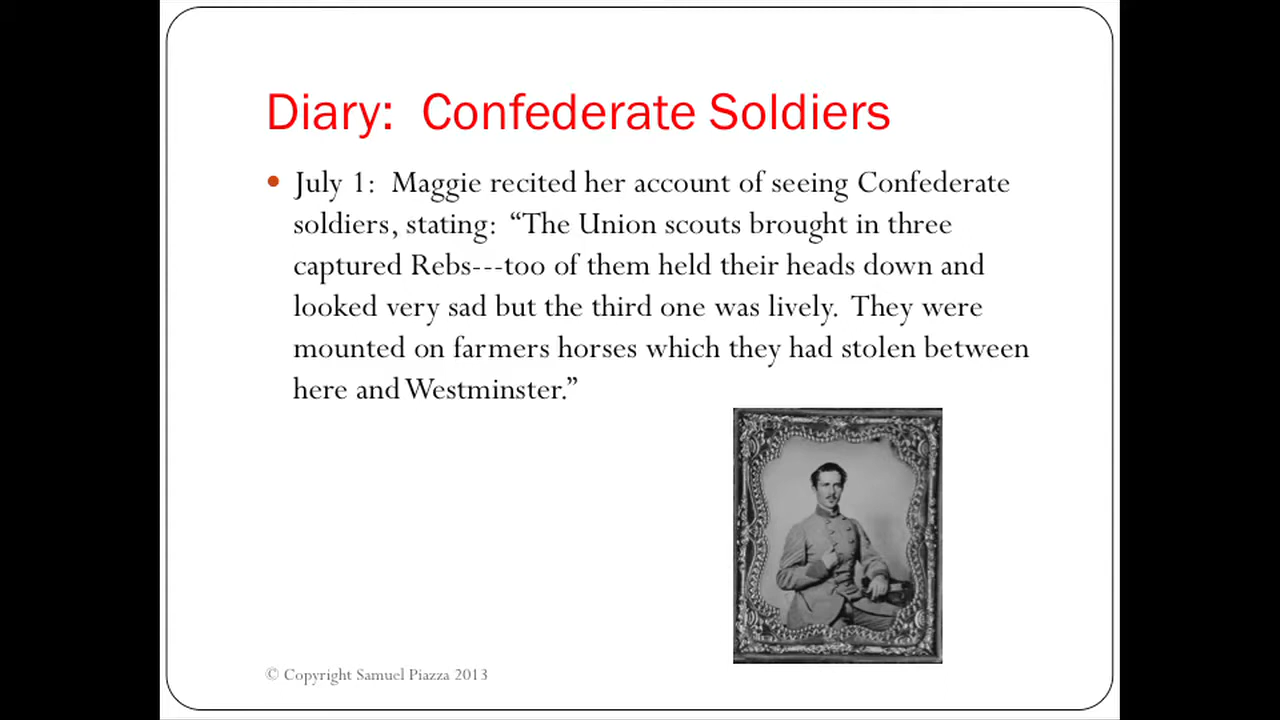 Diary:  Confederate Soldiers
• July 1:  Maggie recited her account of seeing Confederate
soldiers, stating:  “The Union scouts brought in three
captured Rebs---too of them held their heads down and
looked very sad but the third one was lively.  They were
mounted on farmers horses which they had stolen between
here and Westminster.”
© Copyright Samuel Piazza 2013